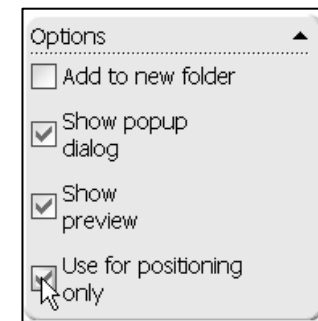 Options
Add to new folder
Show popup
dialog
Show
preview
Use for positioning
only